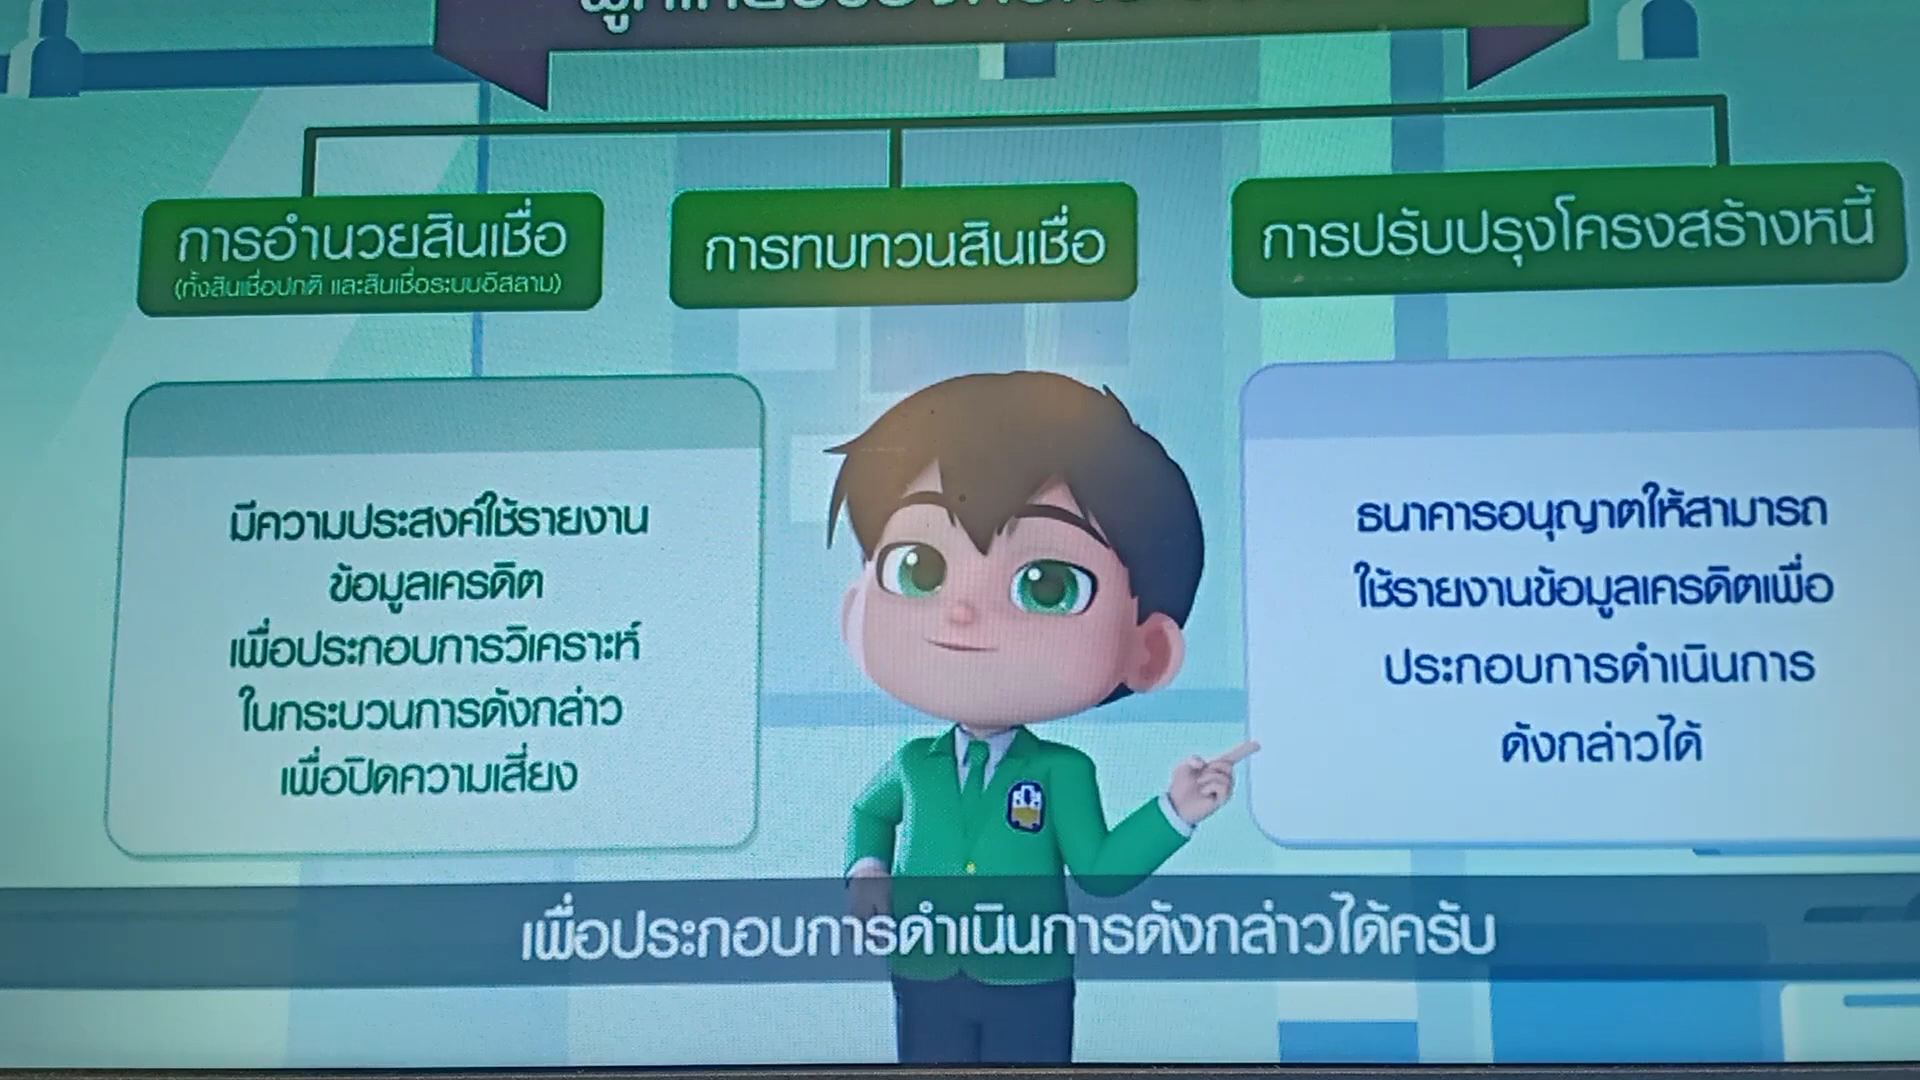 การอำนวยสินเชื่อ
(ทั้งสินเชื่อปกติ และสินเชื่อระบบอิสลาม)
การทบทวนสินเชื่อ
การปรับปรุงโครงสร้างหนี้
มีความประสงค์ใช้รายงาน
ข้อมูลเครดิต
เพื่อประกอบการวิเคราะห์
ในกระบวนการดังกล่าว
เพื่อปิดความเสี่ยง
ธนาคารอนุญาตให้สามารถ
ใช้รายงานข้อมูลเครดิตเพื่อ
ประกอบการดำเนินการ
ดังกล่าวได้
เพื่อประกอบการดำเนินการดังกล่าวได้ครับ